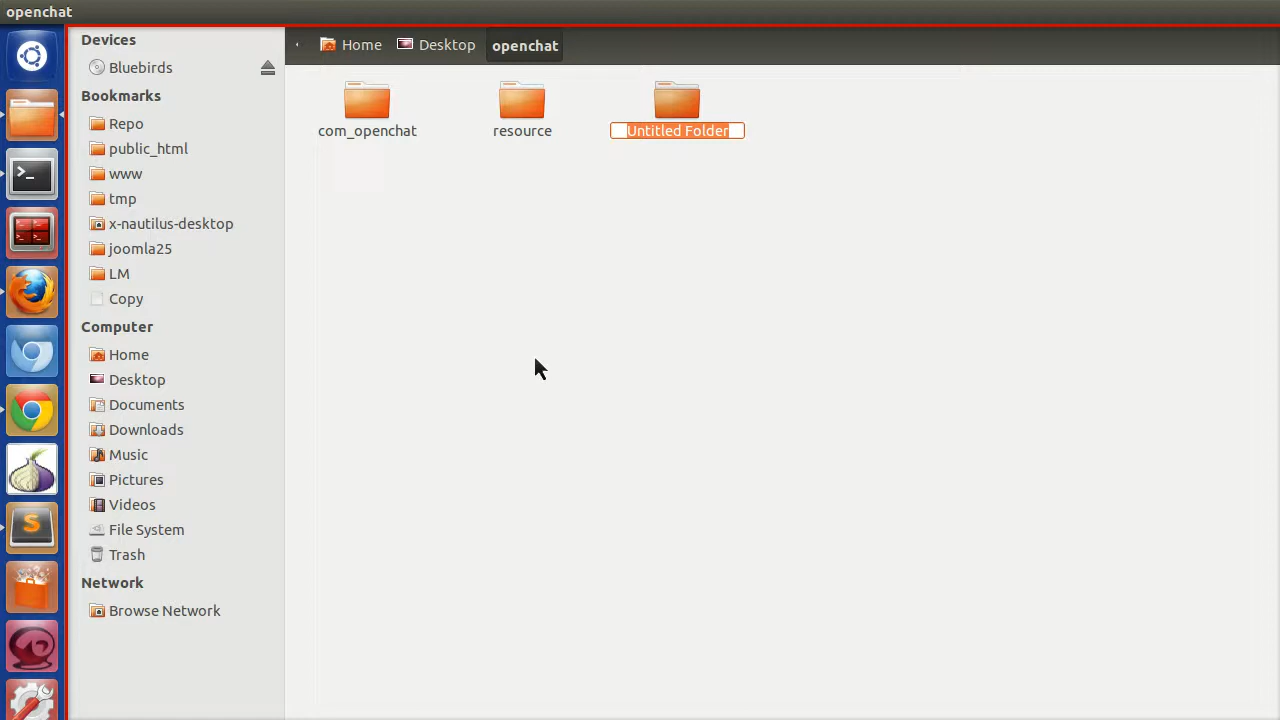 openchat
Devices
Bluebirds
Bookmarks
Repo
public_html
www
tmp
x-nautilus-desktop
joomla25
LM
Copy
Computer
Home
Desktop
Documents
Downloads
Music
Pictures
Videos
File System
Trash
Network
Browse Network
Home Desktop openchat
com_openchat resource Untitled Folder